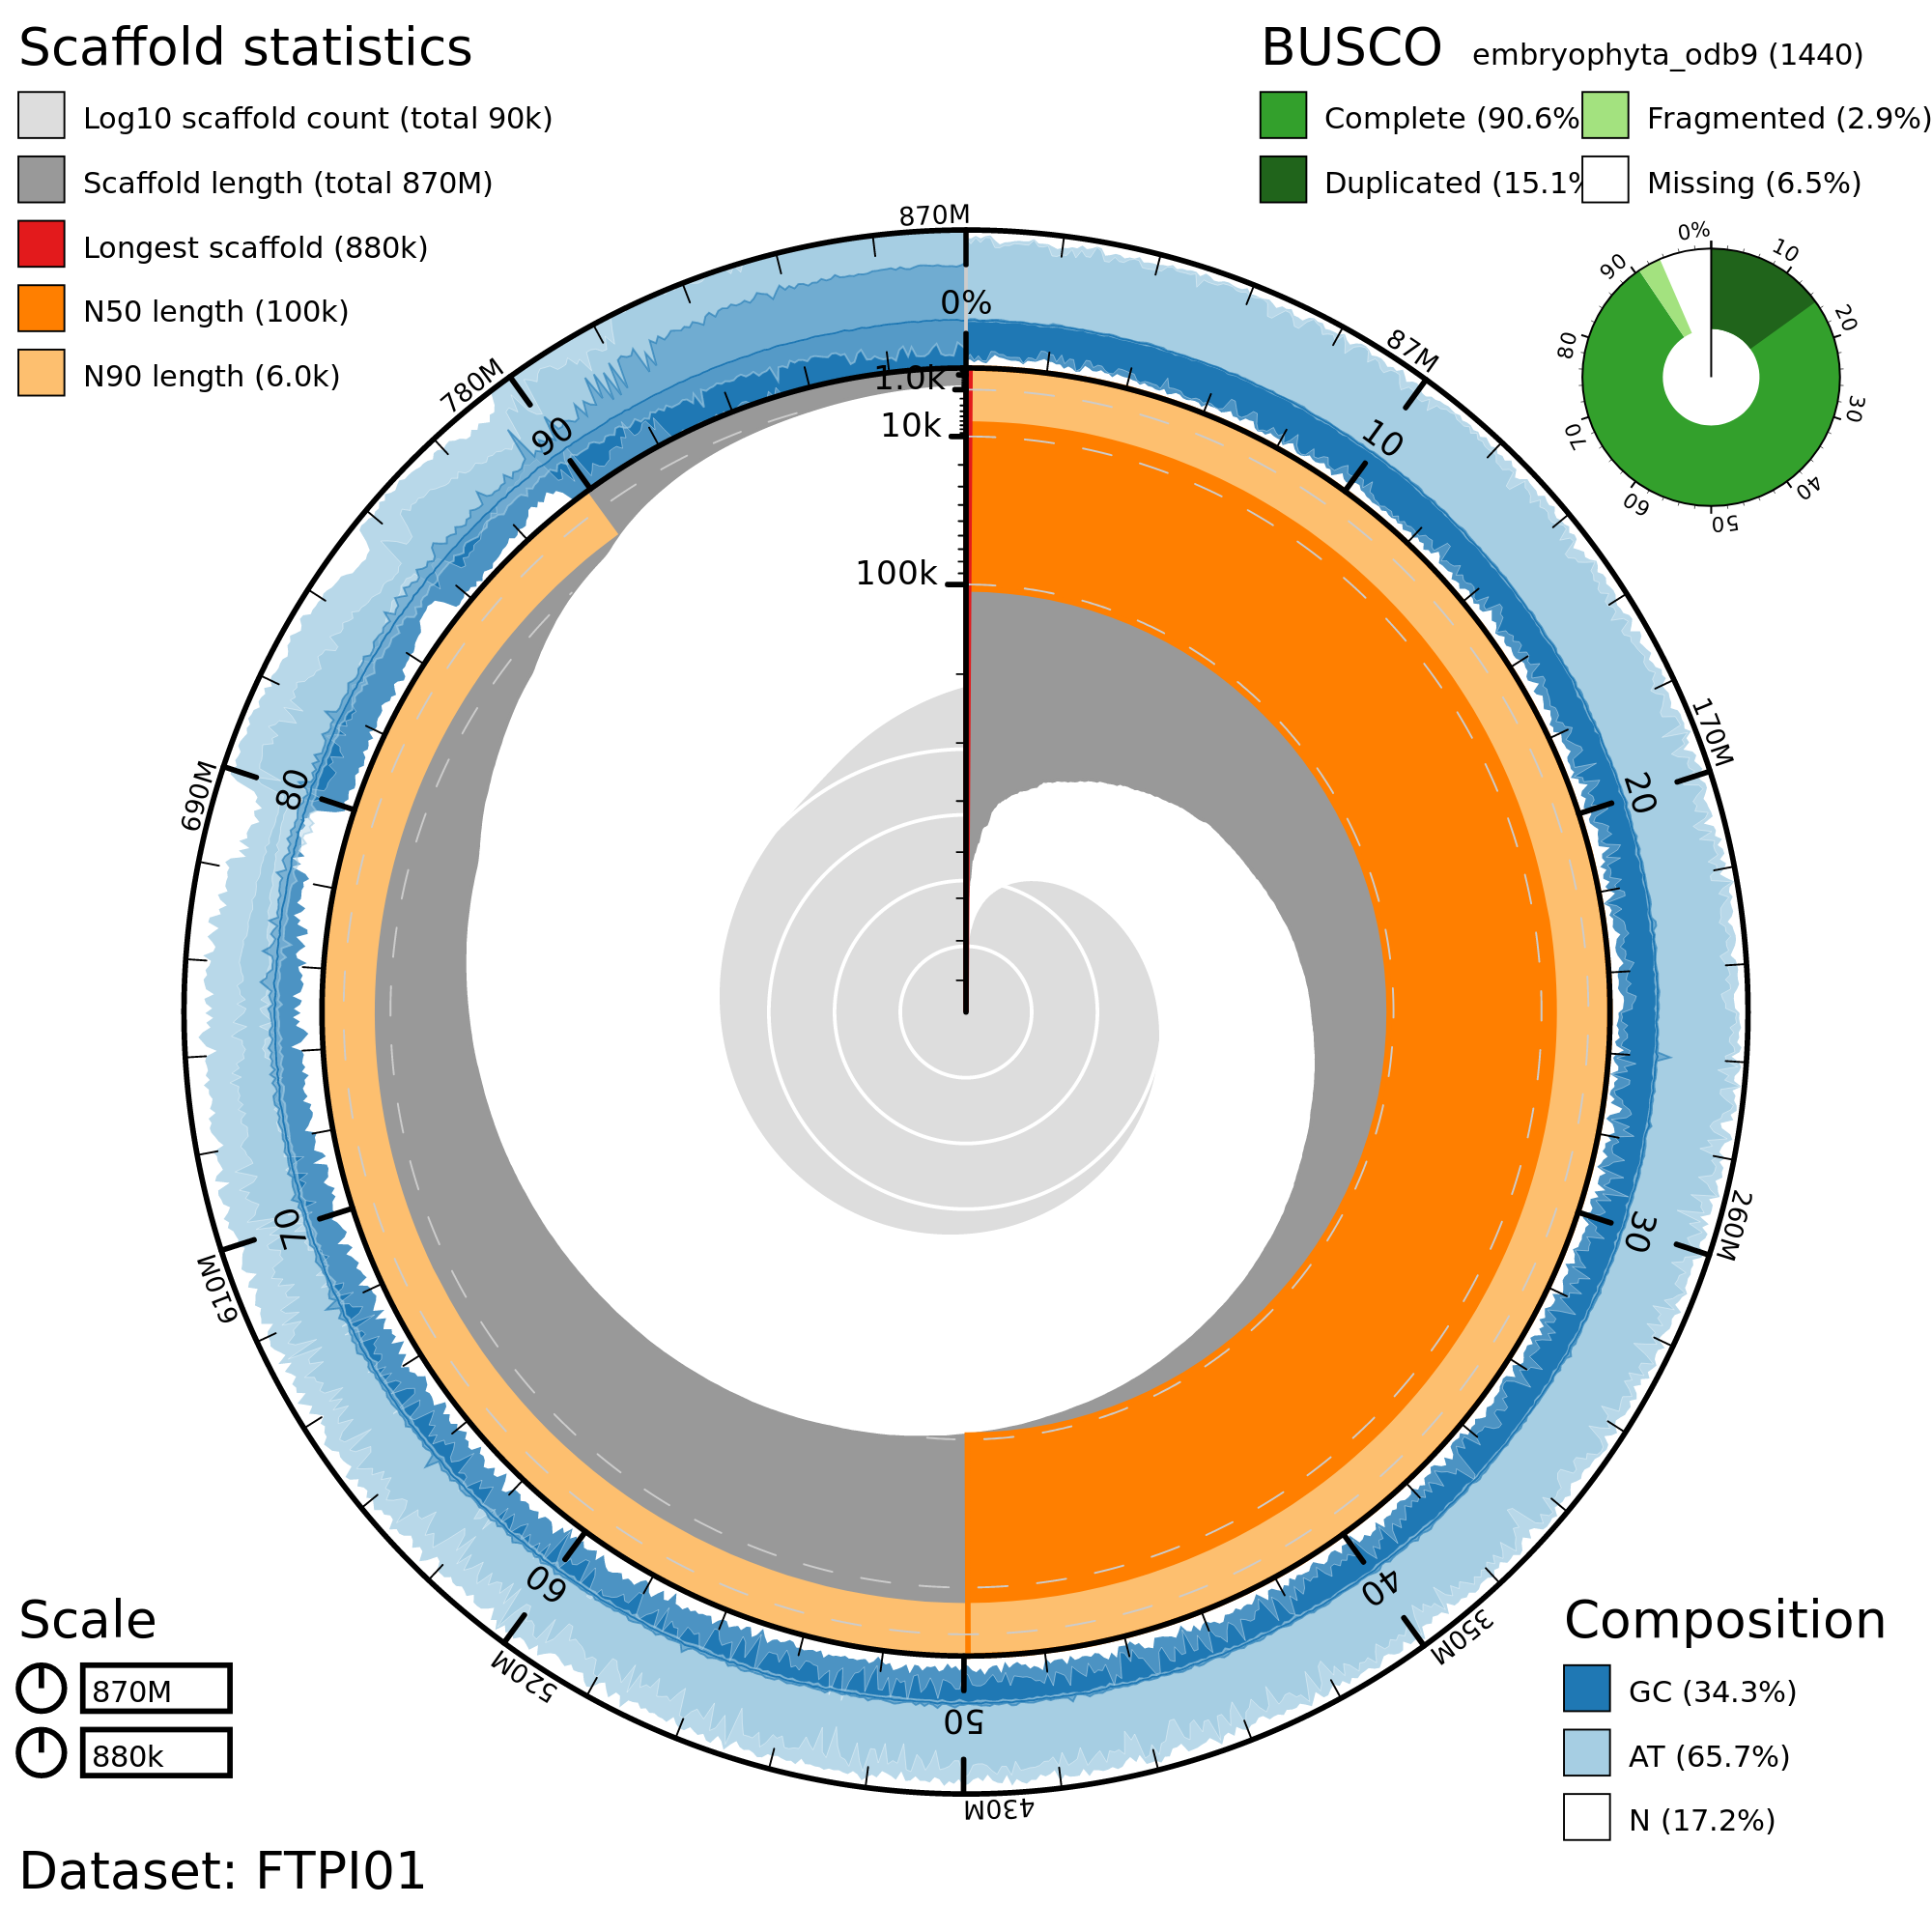 Scaffold statistics
Log10 scaffold count (total 90k)
Scaffold length (total 870M)
Longest scaffold (880k)
N50 length (100k)
N90 length (6.0k)
BUSCO embryophyta_odb9 (1440)
Complete (90.6%
Fragmented (2.9%)
Duplicated (15.1%
Missing (6.5%)
0%
10
20
30
40
50
60
70
80
90
870M
87M
170M
260M
350M
430M
520M
610M
690M
780M
0%
10
20
30
40
50
60
70
80
90
1.0k
10k
100k
Scale
870M
880k
Composition
GC (34.3%)
AT (65.7%)
N (17.2%)
Dataset: FTPI01